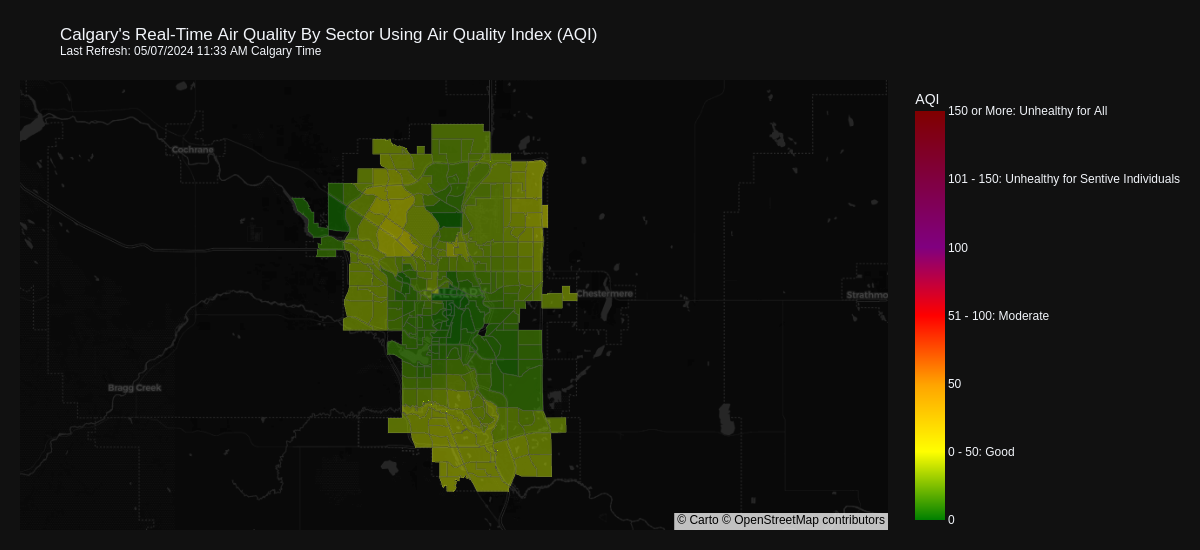 Calgary's Real-Time Air Quality By Sector Using Air Quality Index (AQI)
Last Refresh: 05/07/2024 11:33 AM Calgary Time
AQI
150 or More: Unhealthy for All
Cochrane
101 - 150: Unhealthy for Sentive Individuals
100
CALGARY
Chestermere
Strathmo
51 - 100: Moderate
Bragg Creek
50
0 - 50: Good
© Carto © OpenStreetMap contributors
0